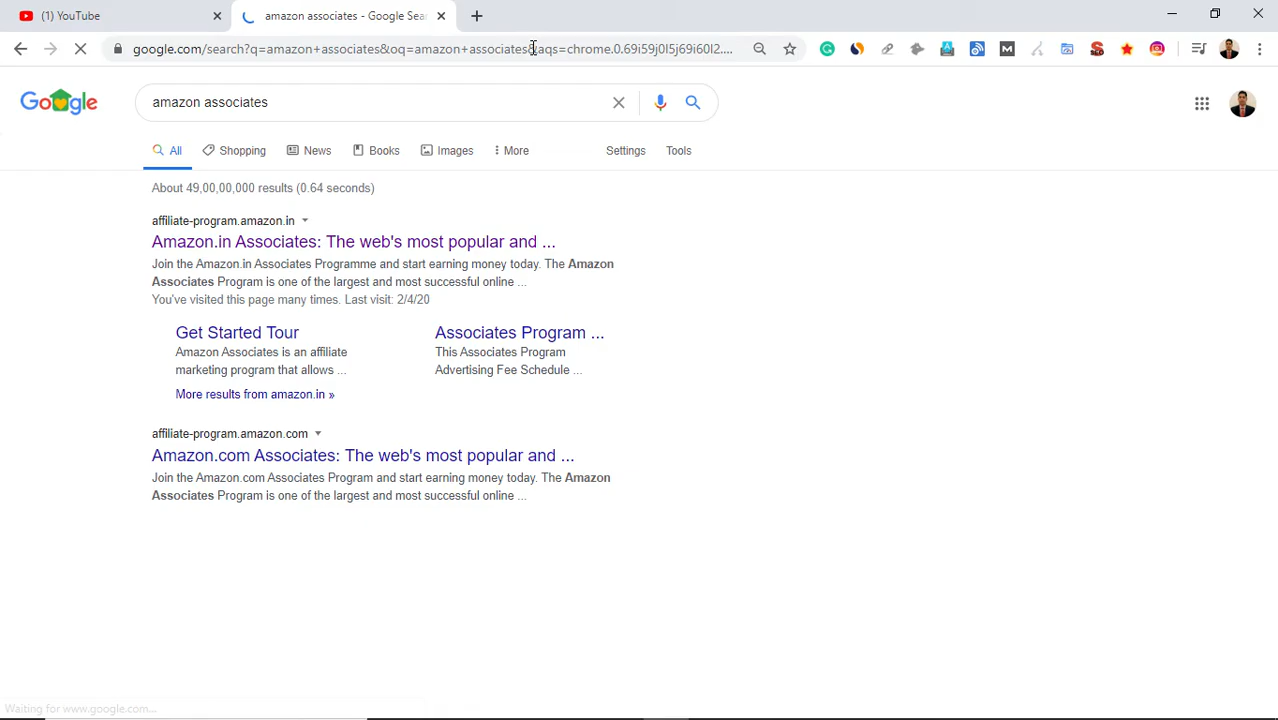 (1) YouTube
amazon associates - Google Sear
google.com/search?q=amazon+associates&oq=amazon+associates&aqs=chrome.0.69i59j0l5j69i60l2....
Google
amazon associates
All Shopping News Books Images More Settings Tools
About 49,00,00,000 results (0.64 seconds)
affiliate-program.amazon.in
Amazon.in Associates: The web's most popular and ...
Join the Amazon.in Associates Programme and start earning money today. The Amazon
Associates Program is one of the largest and most successful online ...
You've visited this page many times. Last visit: 2/4/20
Get Started Tour
Amazon Associates is an affiliate
marketing program that allows ...
Associates Program ...
This Associates Program
Advertising Fee Schedule ...
More results from amazon.in »
affiliate-program.amazon.com
Amazon.com Associates: The web's most popular and ...
Join the Amazon.com Associates Program and start earning money today. The Amazon
Associates Program is one of the largest and most successful online ...
Waiting for www.google.com...